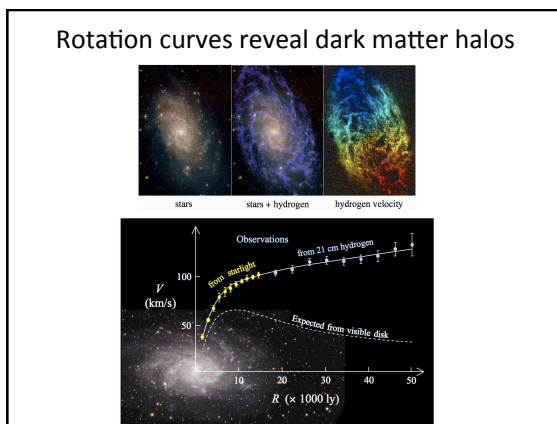 Rotation curves reveal dark matter halos
stars
stars + hydrogen
hydrogen velocity
Observations
from 21 cm hydrogen
from starlight
V
(km/s)
100
50
Expected from visible disk
10
20
30
40
50
R (× 1000 ly)